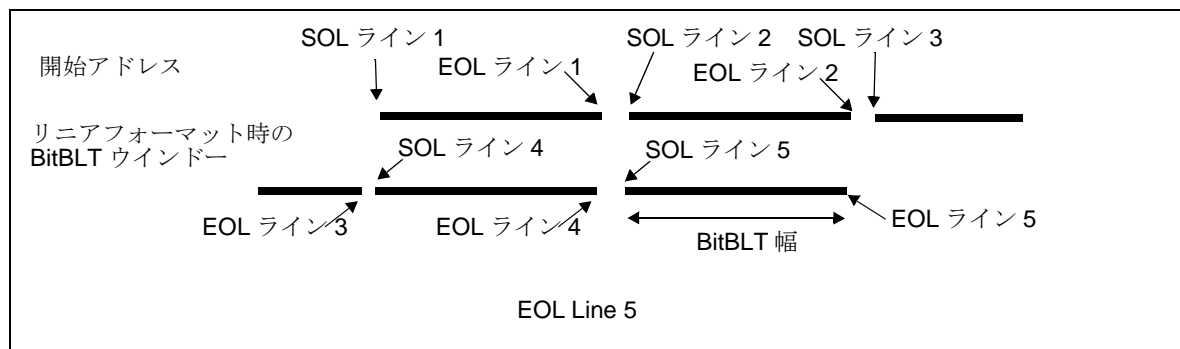 SOL ライン 1
SOL ライン 2
SOL ライン 3
開始アドレス
EOL ライン 1
EOL ライン 2
リニアフォーマット時の
BitBLT ウインドー
SOL ライン 4
SOL ライン 5
EOL ライン 3
EOL ライン 4
EOL ライン 5
BitBLT 幅
EOL Line 5